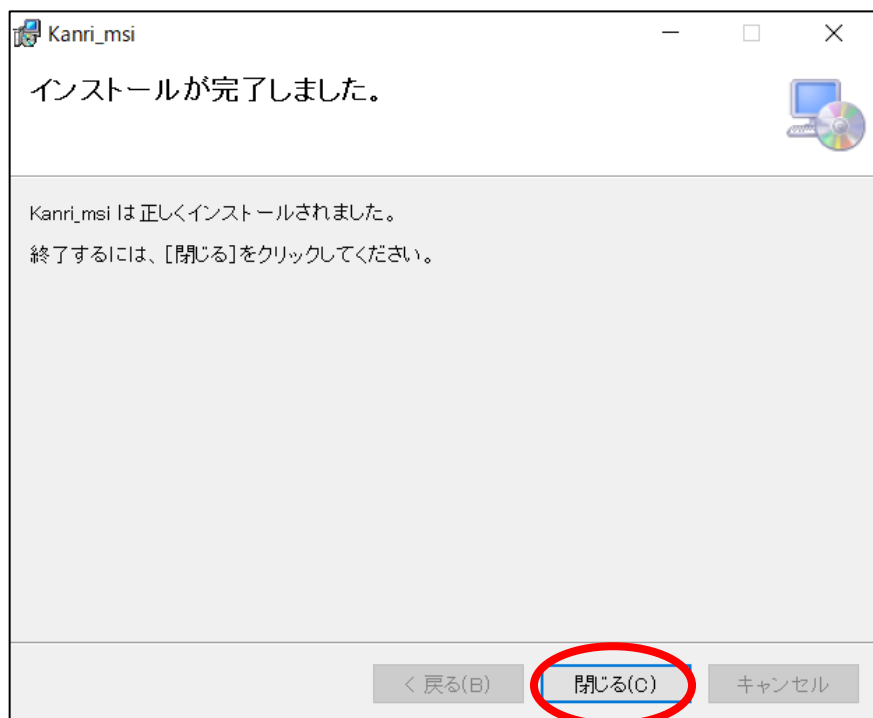 Kanri_msi
インストールが完了しました。
Kanri_msi は正しくインストールされました。
終了するには、[閉じる]をクリックしてください。
< 戻る(B)
閉じる(C)
キャンセル